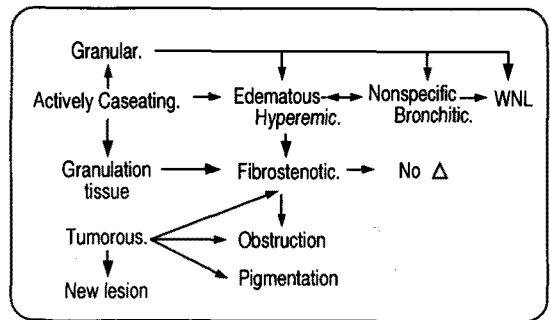 Granular.
Actively Caseating. Edematous- Nonspecific WNL
Hyperemic. Bronchitic.
Granulation Fibrostenotic. No Δ
tissue
Tumorous. Obstruction
Pigmentation
New lesion